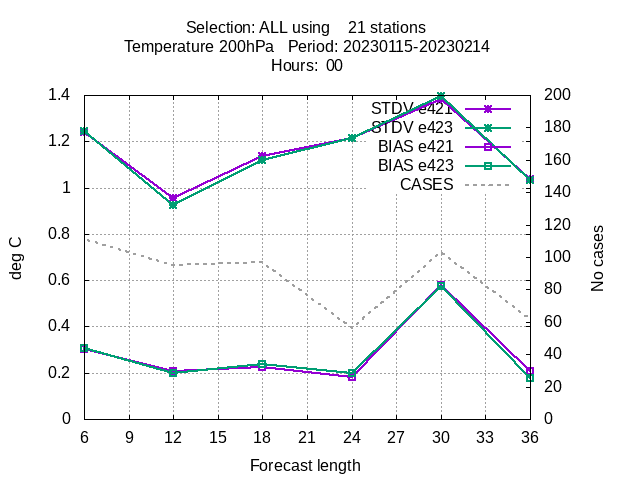 Selection: ALL using    21 stations
Temperature 200hPa   Period: 20230115-20230214
Hours:  00
1.4
1.2
1
0.8
0.6
0.4
0.2
0
200
180
160
140
120
100
80
60
40
20
0
STDV e421
STDV e423
BIAS e421
BIAS e423
CASES
deg C
No cases
6 9 12 15 18 21 24 27 30 33 36
Forecast length